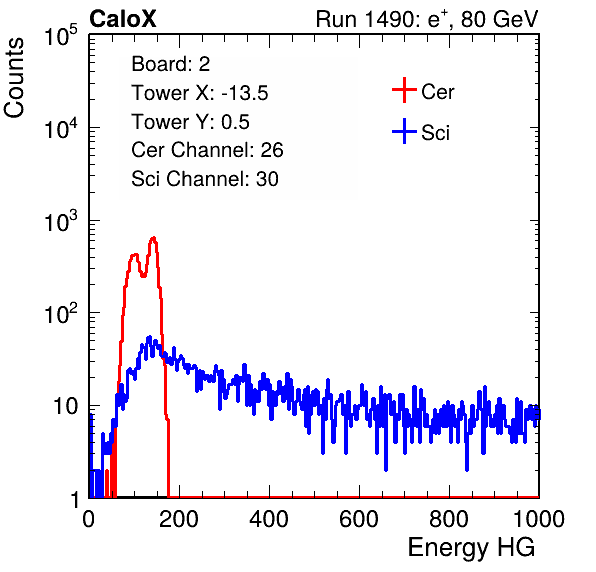 CaloX Run 1490: e⁺, 80 GeV
Counts
Board: 2
Tower X: -13.5
Tower Y: 0.5
Cer Channel: 26
Sci Channel: 30
Cer
Sci
10⁵
10⁴
10³
10²
10
1
0 200 400 600 800 1000
Energy HG